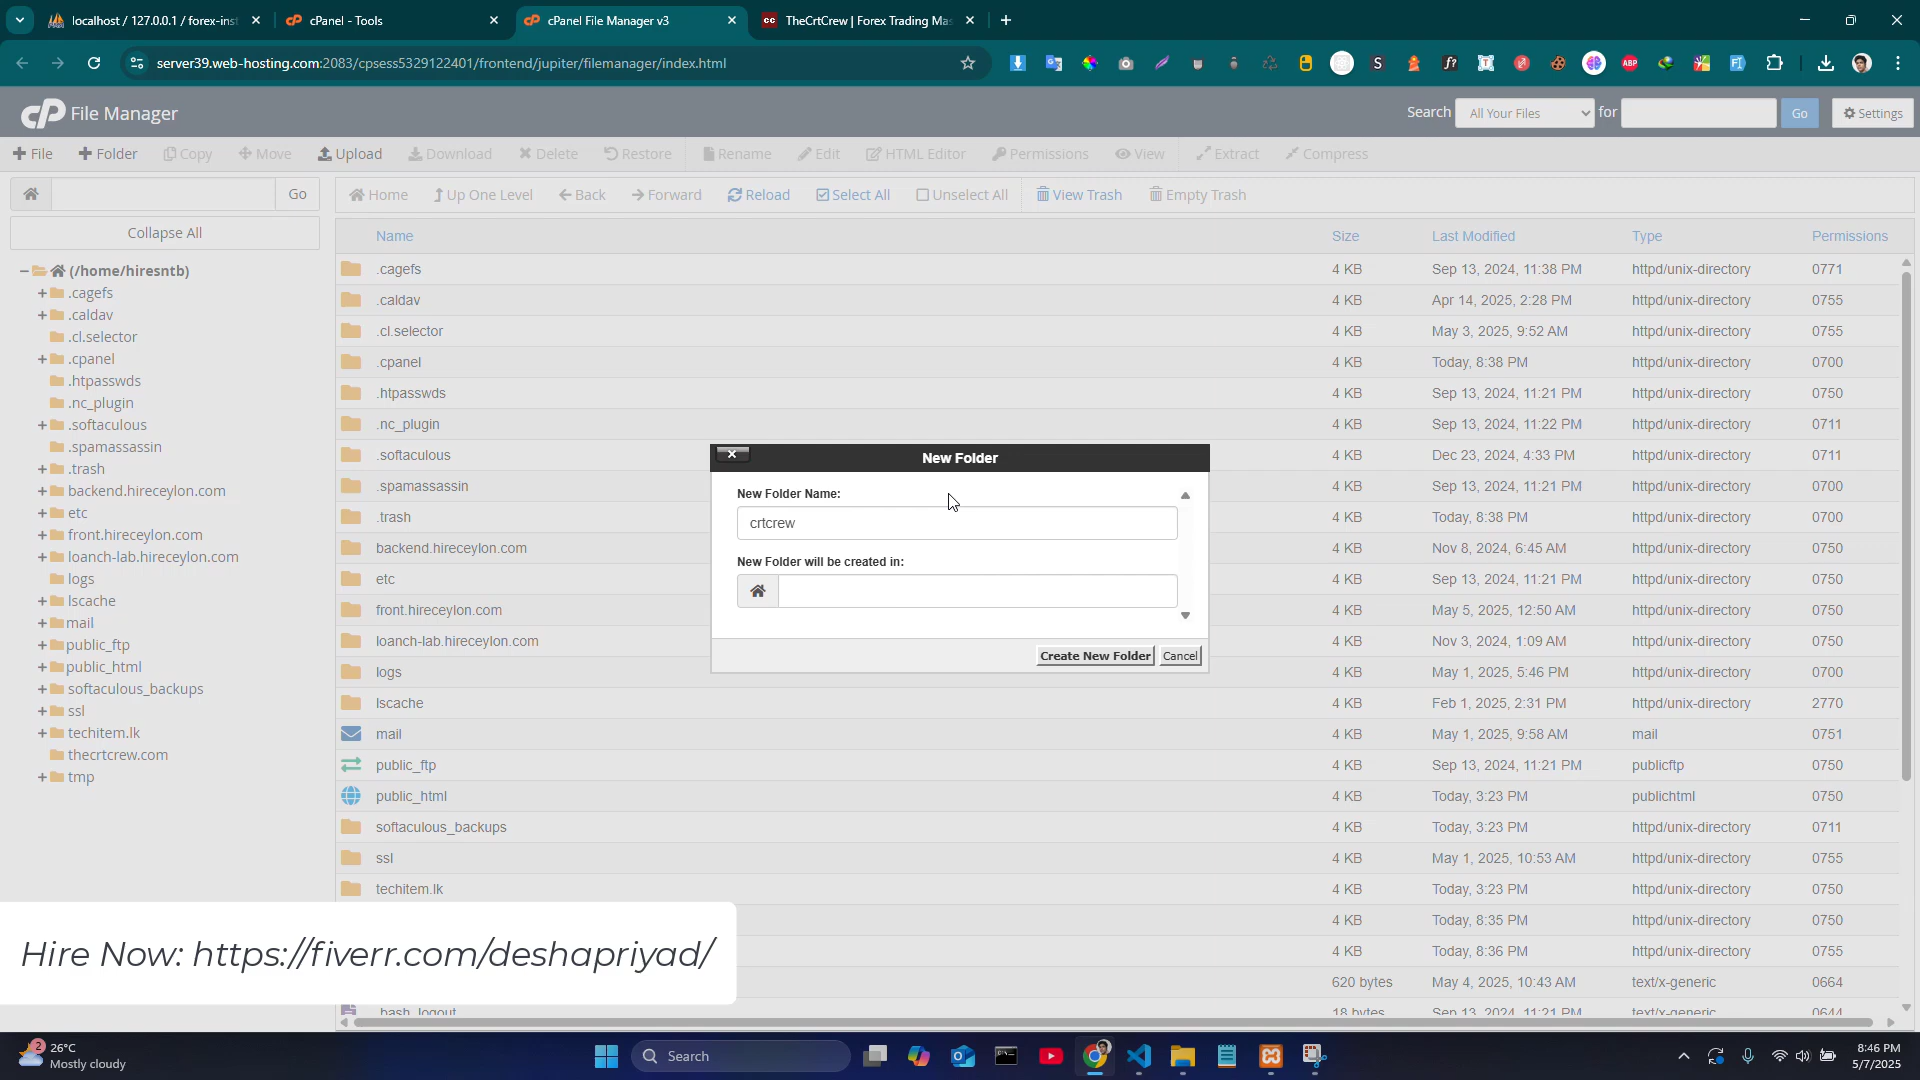 localhost / 127.0.0.1 / forex-inst
cPanel - Tools
cPanel File Manager v3
TheCrtCrew | Forex Trading Ma
server39.web-hosting.com:2083/cpsess5329122401/frontend/jupiter/filemanager/index.html
cP File Manager
Search All Your Files for Go Settings
File Folder Copy Move Upload Download Delete Restore Rename Edit HTML Editor Permissions View Extract Compress
Go Home Up One Level Back Forward Reload Select All Unselect All View Trash Empty Trash
Collapse All
(/home/hiresntb)
.cagefs
.caldav
.cl.selector
.cpanel
.htpasswds
.nc_plugin
.softaculous
.spamassassin
.trash
backend.hireceylon.com
etc
front.hireceylon.com
loanch-lab.hireceylon.com
logs
lscache
mail
public_ftp
public_html
softaculous_backups
ssl
techitem.lk
thecrtcrew.com
tmp
Name Size Last Modified Type Permissions
.cagefs 4 KB Sep 13, 2024, 11:38 PM httpd/unix-directory 0771
.caldav 4 KB Apr 14, 2025, 2:28 PM httpd/unix-directory 0755
.cl.selector 4 KB May 3, 2025, 9:52 AM httpd/unix-directory 0755
.cpanel 4 KB Today, 8:38 PM httpd/unix-directory 0700
.htpasswds 4 KB Sep 13, 2024, 11:21 PM httpd/unix-directory 0750
.nc_plugin 4 KB Sep 13, 2024, 11:22 PM httpd/unix-directory 0711
.softaculous 4 KB Dec 23, 2024, 4:33 PM httpd/unix-directory 0711
.spamassassin 4 KB Sep 13, 2024, 11:21 PM httpd/unix-directory 0700
.trash 4 KB Today, 8:38 PM httpd/unix-directory 0700
backend.hireceylon.com 4 KB Nov 8, 2024, 6:45 AM httpd/unix-directory 0750
etc 4 KB Sep 13, 2024, 11:21 PM httpd/unix-directory 0750
front.hireceylon.com 4 KB May 5, 2025, 12:50 AM httpd/unix-directory 0750
loanch-lab.hireceylon.com 4 KB Nov 3, 2024, 1:09 AM httpd/unix-directory 0750
logs 4 KB May 1, 2025, 5:46 PM httpd/unix-directory 0700
lscache 4 KB Feb 1, 2025, 2:31 PM httpd/unix-directory 2770
mail 4 KB May 1, 2025, 9:58 AM mail 0751
public_ftp 4 KB Sep 13, 2024, 11:21 PM publicftp 0750
public_html 4 KB Today, 3:23 PM publichtml 0750
softaculous_backups 4 KB Today, 3:23 PM httpd/unix-directory 0711
ssl 4 KB May 1, 2025, 10:53 AM httpd/unix-directory 0755
techitem.lk 4 KB Today, 3:23 PM httpd/unix-directory 0750
4 KB Today, 8:35 PM httpd/unix-directory 0750
4 KB Today, 8:36 PM httpd/unix-directory 0755
620 bytes May 4, 2025, 10:43 AM text/x-generic 0664
.bash_logout 18 bytes Sep 13, 2024, 11:21 PM text/x-generic 0644
New Folder
New Folder Name:
crtcrew
New Folder will be created in:
Create New Folder Cancel
Hire Now: https://fiverr.com/deshapriyad/
2
26°C
Mostly cloudy
Search
8:46 PM
5/7/2025